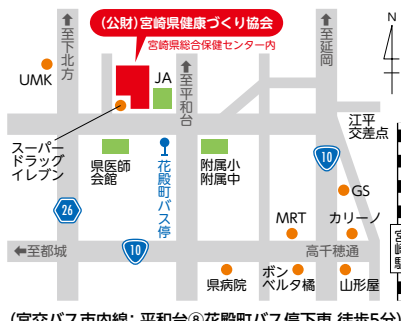 (公財)宮崎県健康づくり協会
宮崎県総合保健センター内
N
至下北方
至平和台
至延岡
UMK
JA
スーパー
ドラッグ
イレブン
県医師
会館
花殿町バス停
附属小
附属中
江平
交差点
10
26
GS
MRT
カリーノ
←至都城
10
高千穂通
宮崎駅
県病院
ボン
ベルタ橘
山形屋
(宮交バス市内線: 平和台⑧花殿町バス停下車 徒歩5分)